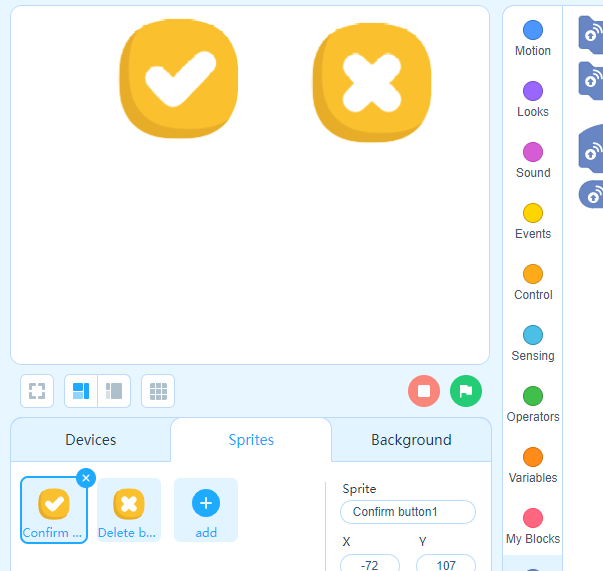 Motion
Looks
Sound
Events
Control
Sensing
Operators
Variables
My Blocks
Devices
Sprites
Background
Confirm ...
Delete b...
add
Sprite
Confirm button1
X
Y
-72
107